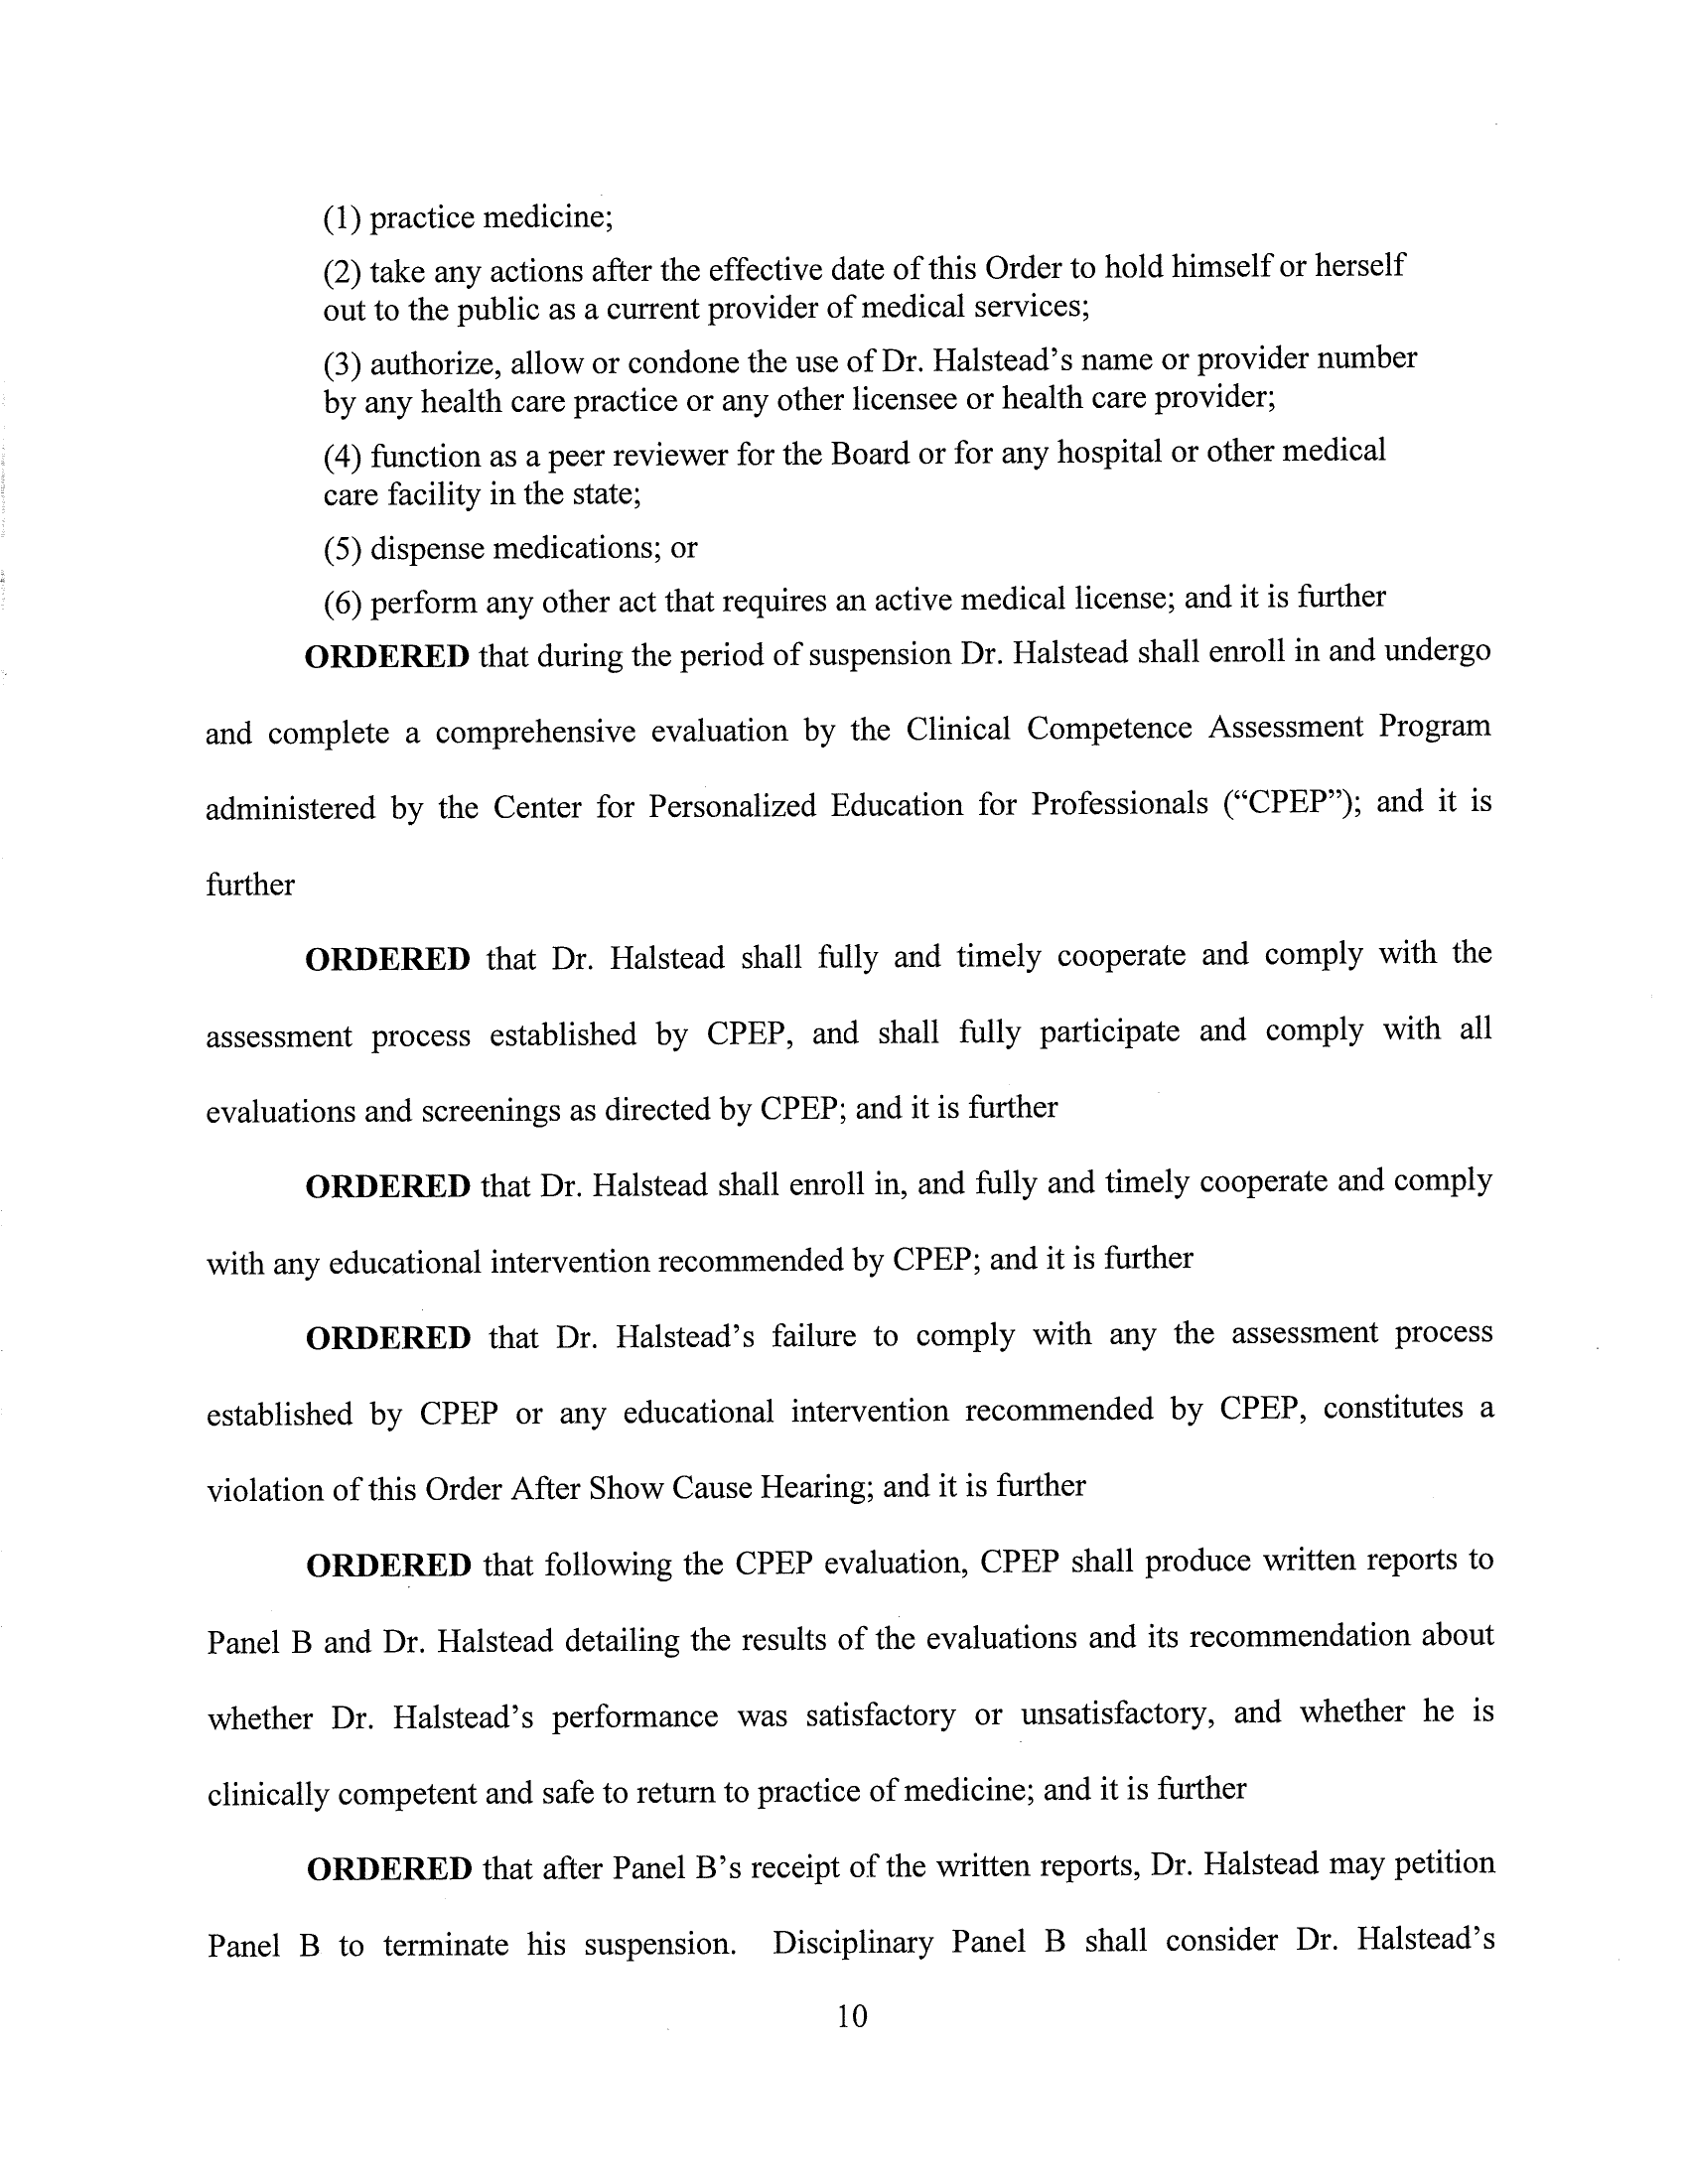 (1) practice medicine;
(2) take any actions after the effective date of this Order to hold himself or herself
out to the public as a current provider of medical services;
(3) authorize, allow or condone the use of Dr. Halstead’s name or provider number
by any health care practice or any other licensee or health care provider;
(4) function as a peer reviewer for the Board or for any hospital or other medical
care facility in the state;
(5) dispense medications; or
(6) perform any other act that requires an active medical license; and it is further
ORDERED that during the period of suspension Dr. Halstead shall enroll in and undergo
and complete a comprehensive evaluation by the Clinical Competence Assessment Program
administered by the Center for Personalized Education for Professionals (“CPEP”); and it is
further
ORDERED that Dr. Halstead shall fully and timely cooperate and comply with the
assessment process established by CPEP, and shall fully participate and comply with all
evaluations and screenings as directed by CPEP; and it is further
ORDERED that Dr. Halstead shall enroll in, and fully and timely cooperate and comply
with any educational intervention recommended by CPEP; and it is further
ORDERED that Dr. Halstead’s failure to comply with any the assessment process
established by CPEP or any educational intervention recommended by CPEP, constitutes a
violation of this Order After Show Cause Hearing; and it is further
ORDERED that following the CPEP evaluation, CPEP shall produce written reports to
Panel B and Dr. Halstead detailing the results of the evaluations and its recommendation about
whether Dr. Halstead’s performance was satisfactory or unsatisfactory, and whether he is
clinically competent and safe to return to practice of medicine; and it is further
ORDERED that after Panel B’s receipt of the written reports, Dr. Halstead may petition
Panel B to terminate his suspension. Disciplinary Panel B shall consider Dr. Halstead’s
10